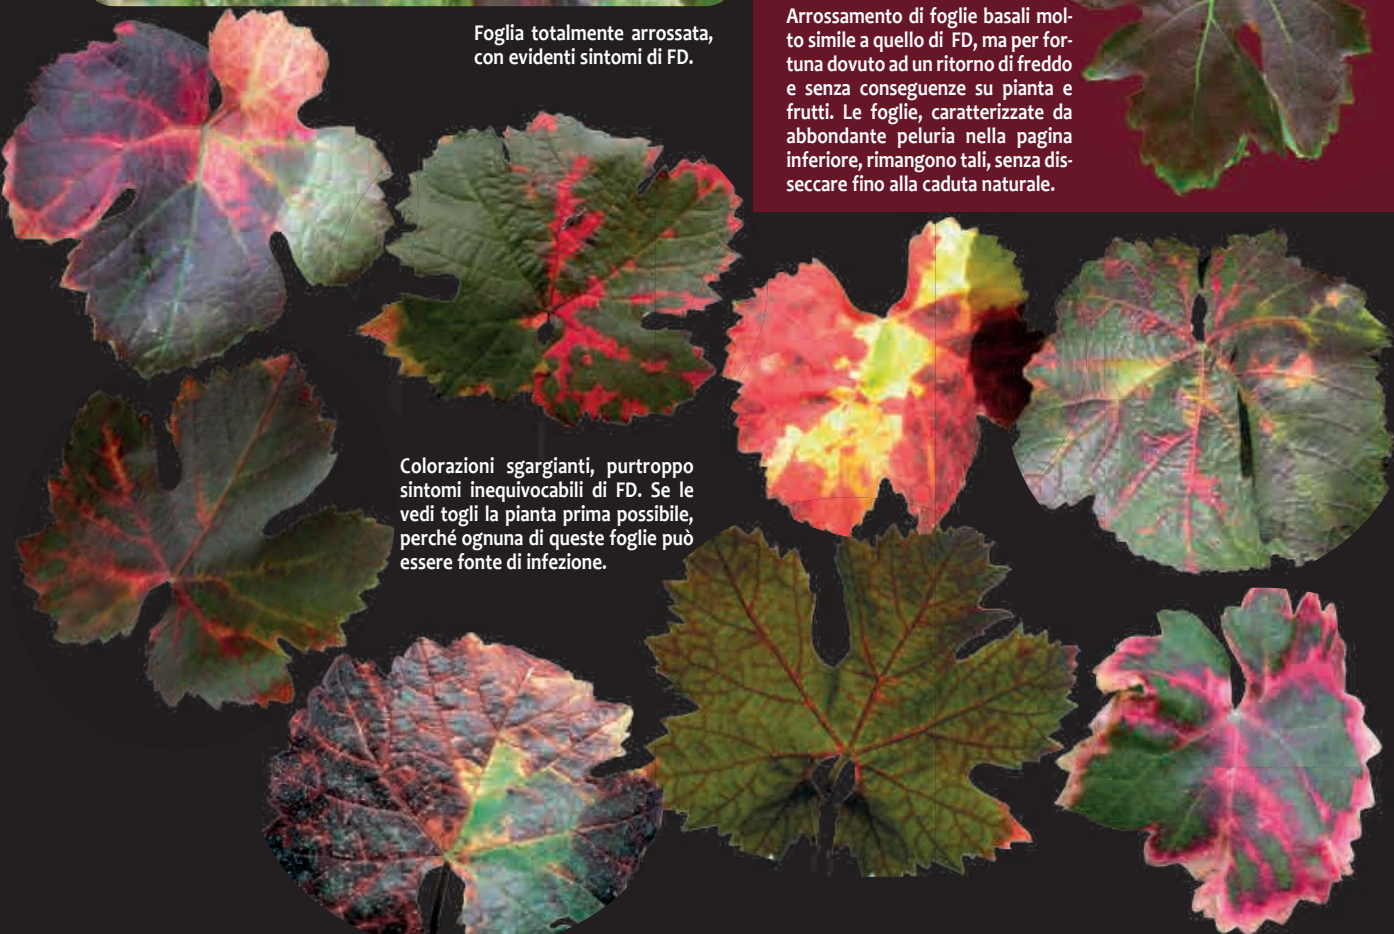 Foglia totalmente arrossata,
con evidenti sintomi di FD.
Arrossamento di foglie basali mol-
to simile a quello di FD, ma per for-
tuna dovuto ad un ritorno di freddo
e senza conseguenze su pianta e
frutti. Le foglie, caratterizzate da
abbondante peluria nella pagina
inferiore, rimangono tali, senza dis-
seccare fino alla caduta naturale.
Colorazioni sgargianti, purtroppo
sintomi inequivocabili di FD. Se le
vedi togli la pianta prima possibile,
perché ognuna di queste foglie può
essere fonte di infezione.